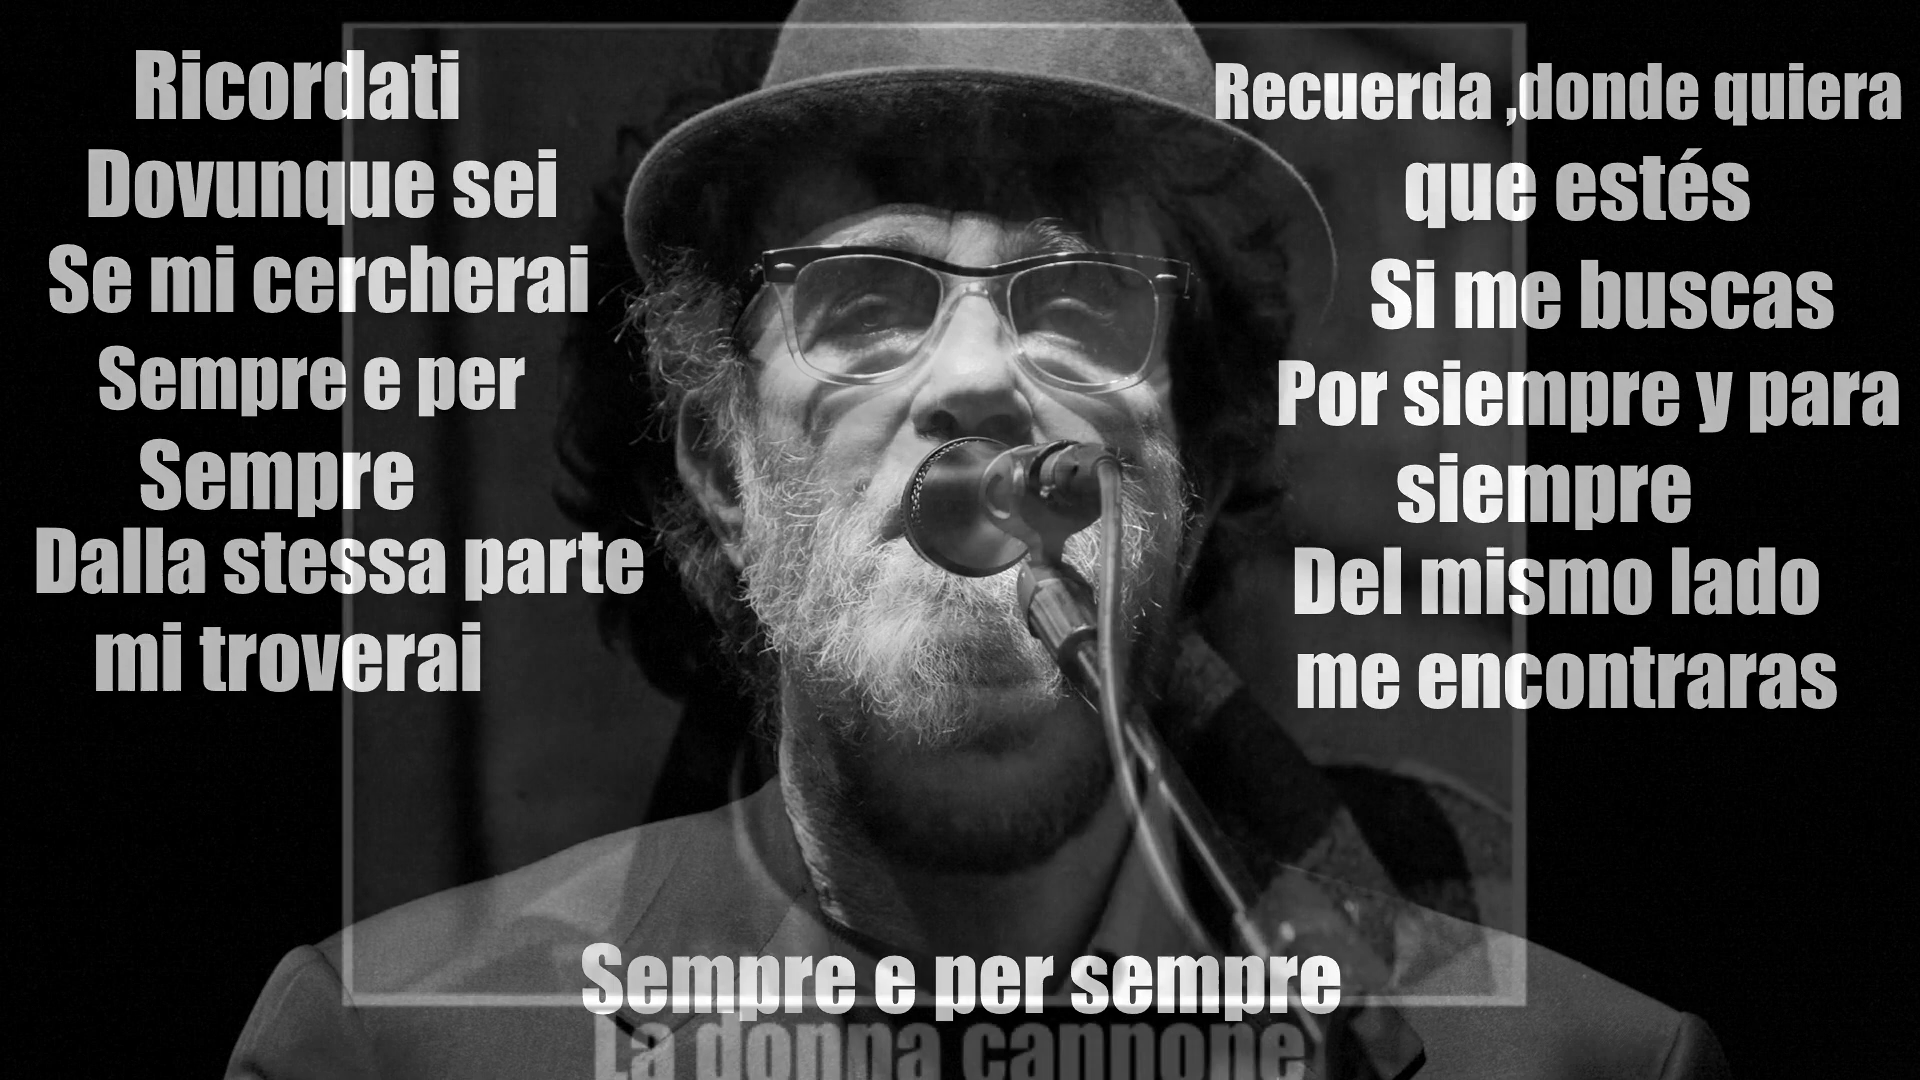 Ricordati
Dovunque sei
Se mi cercherai
Sempre e per
Sempre
Dalla stessa parte
mi troverai
Recuerda ,donde quiera
que estés
Si me buscas
Por siempre y para
siempre
Del mismo lado
me encontraras
Sempre e per sempre
La donna cannone